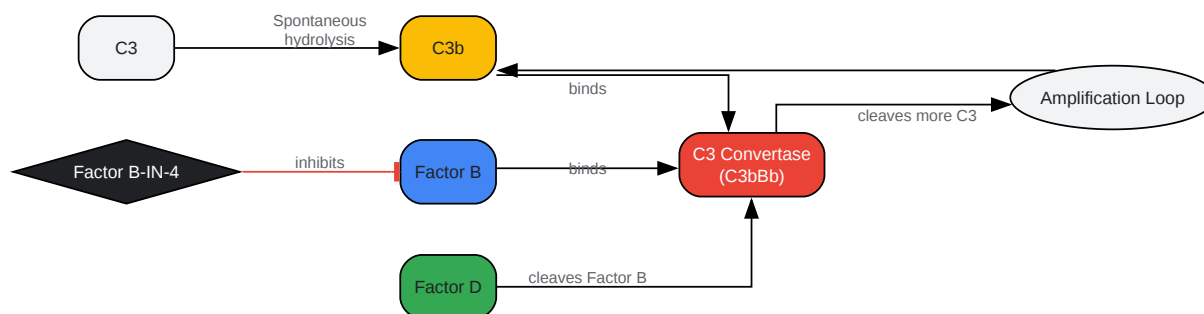 Spontaneous
hydrolysis
C3
C3b
binds
Amplification Loop
cleaves more C3
Factor B-IN-4
inhibits
Factor B
binds
C3 Convertase
(C3bBb)
cleaves Factor B
Factor D